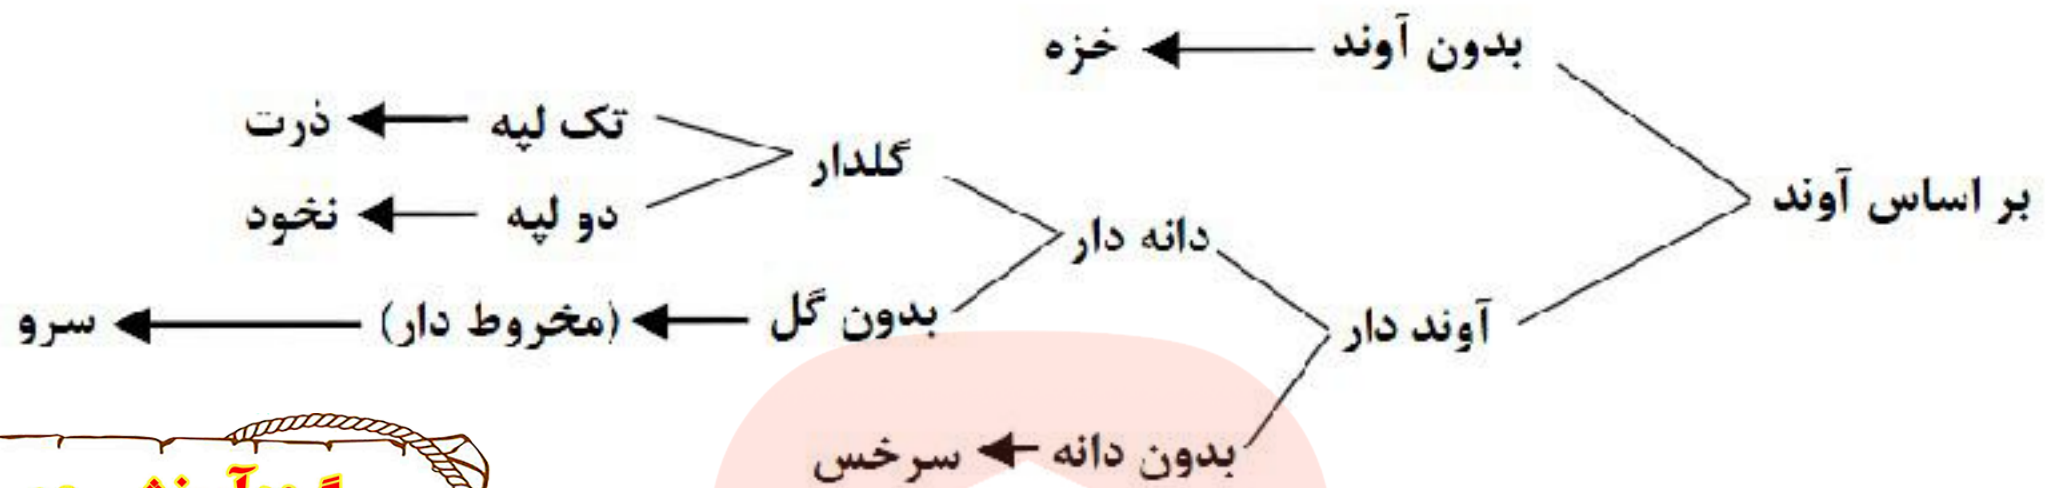 بدون آوند ← خزه
تک لپه ← ذرت
گلدار
بر اساس آوند
دو لپه ← نخود
دانه دار
بدون گل ← (مخروط دار) ← سرو
آوند دار
بدون دانه ← سرخس